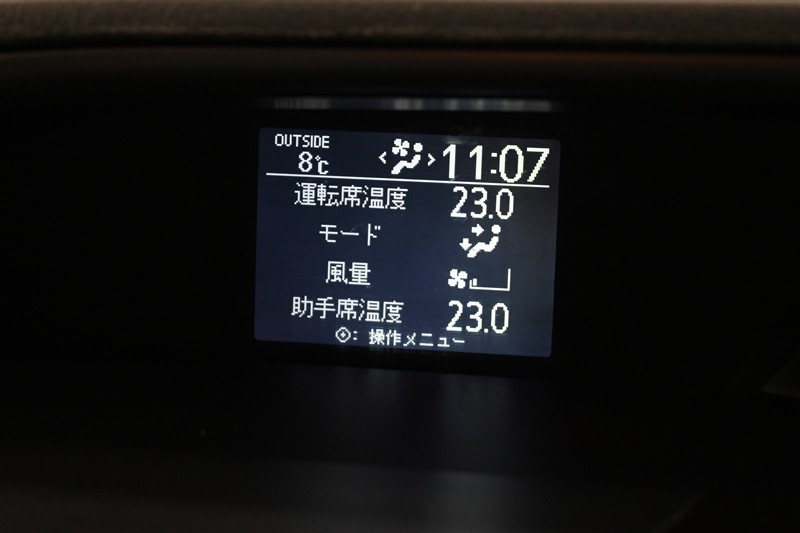 OUTSIDE
8℃ < > 11:07
運転席温度 23.0
モード
風量
助手席温度 23.0
: 操作メニュー